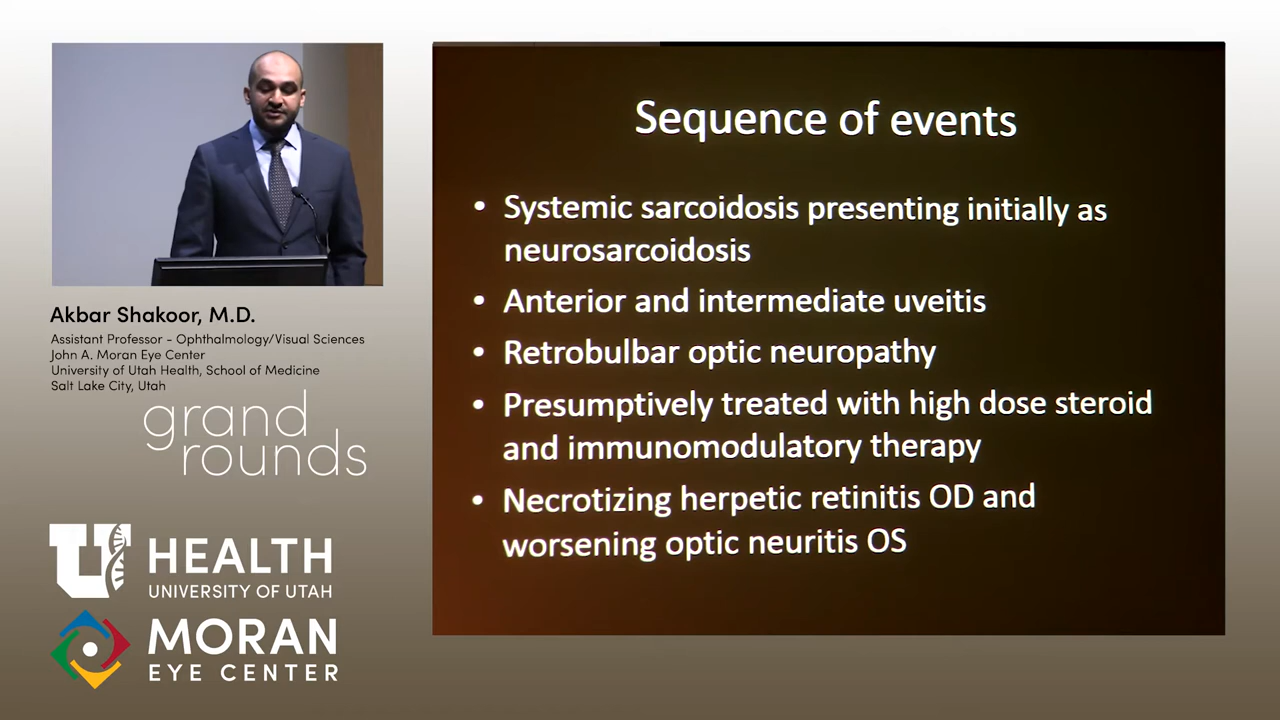 Sequence of events
• Systemic sarcoidosis presenting initially as
neurosarcoidosis
• Anterior and intermediate uveitis
• Retrobulbar optic neuropathy
• Presumptively treated with high dose steroid
and immunomodulatory therapy
• Necrotizing herpetic retinitis OD and
worsening optic neuritis OS
Akbar Shakoor, M.D.
Assistant Professor - Ophthalmology/Visual Sciences
John A. Moran Eye Center
University of Utah Health, School of Medicine
Salt Lake City, Utah
grand
rounds
U HEALTH
UNIVERSITY OF UTAH
MORAN
EYE CENTER